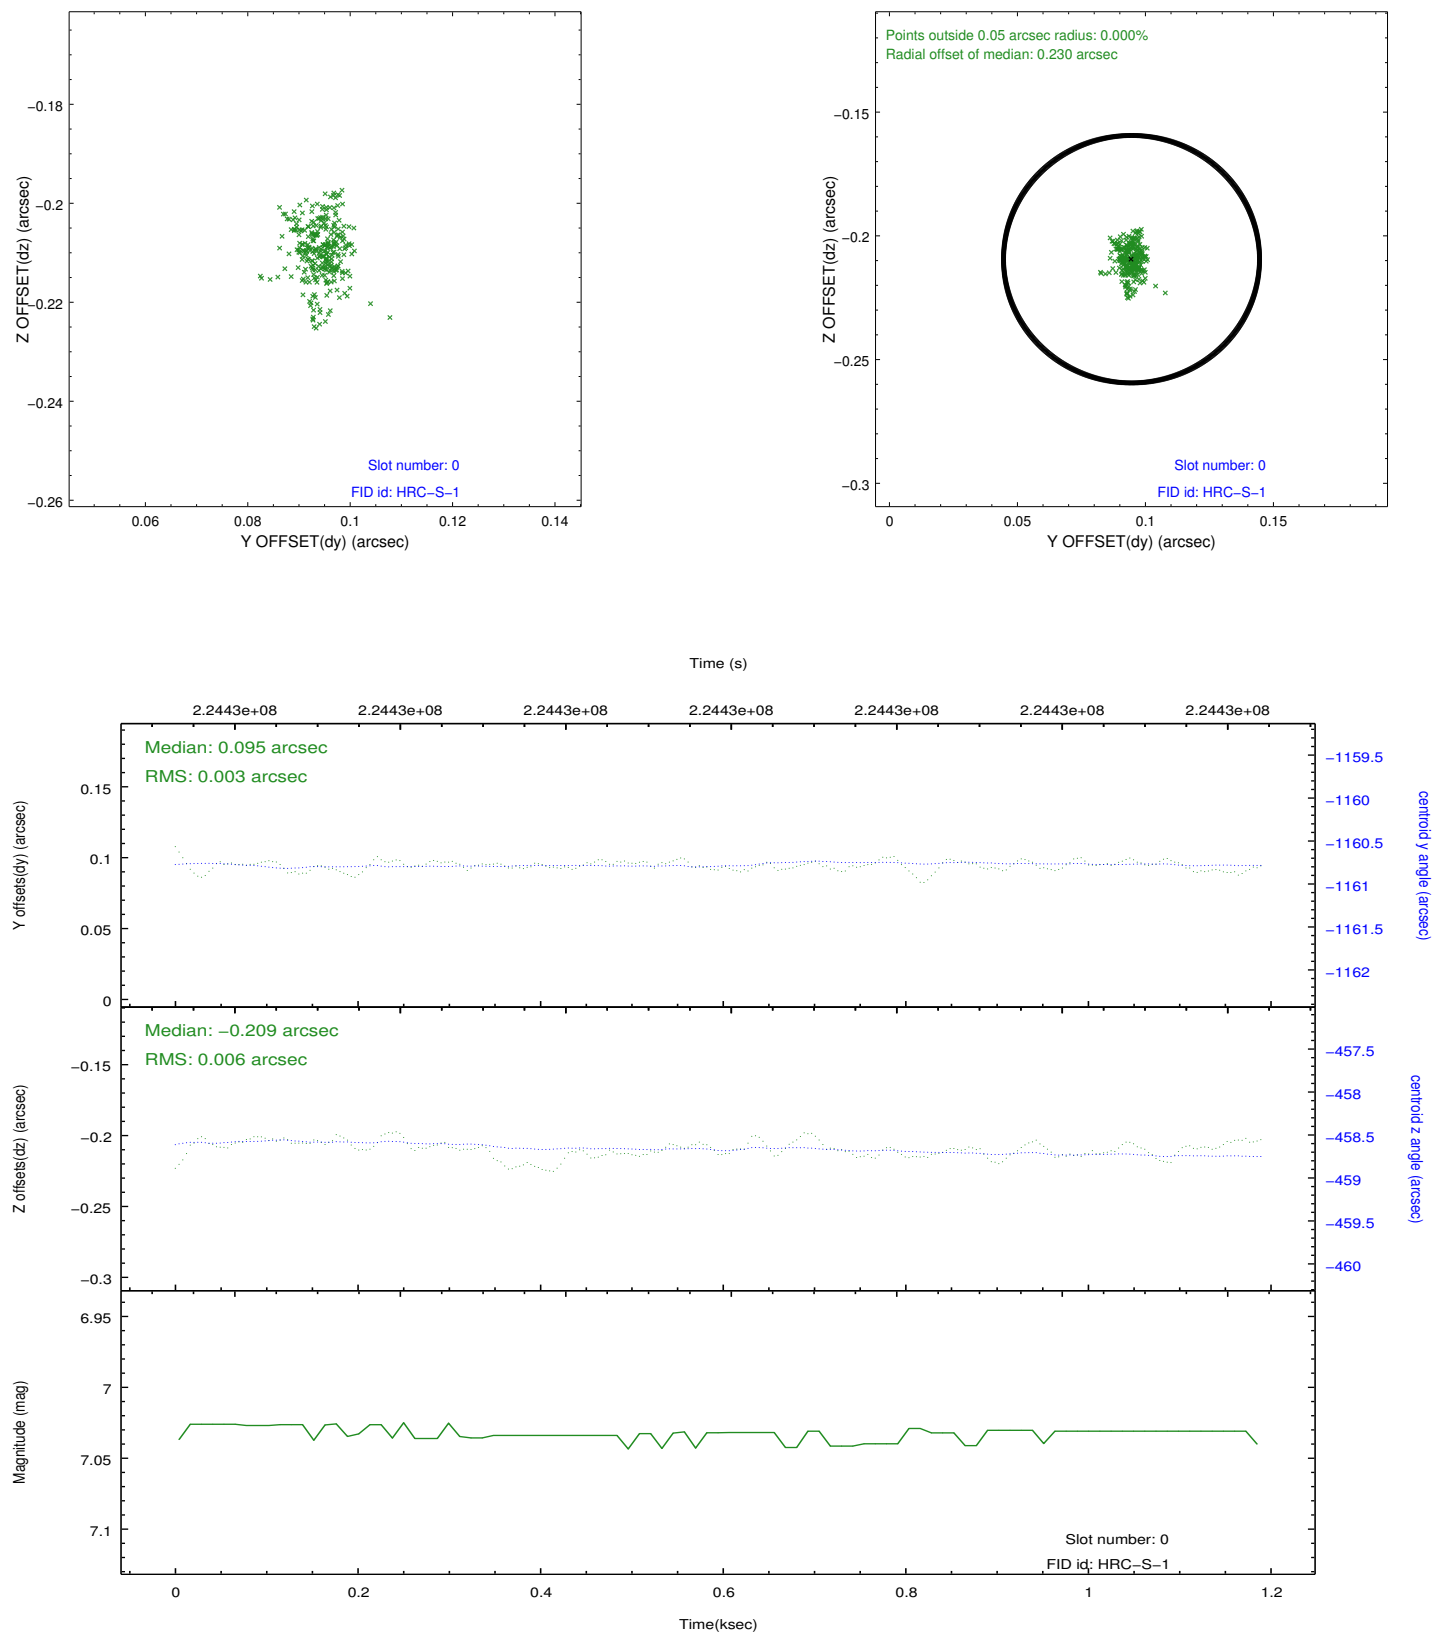 −0.18
−0.2
−0.22
−0.24
−0.26
Z OFFSET(dz) (arcsec)
Slot number: 0
FID id: HRC−S−1
0.06
0.08
0.1
0.12
0.14
Y OFFSET(dy) (arcsec)
Points outside 0.05 arcsec radius: 0.000%
Radial offset of median: 0.230 arcsec
−0.15
−0.2
−0.25
−0.3
Z OFFSET(dz) (arcsec)
Slot number: 0
FID id: HRC−S−1
0
0.05
0.1
0.15
Y OFFSET(dy) (arcsec)
Time (s)
2.2443e+08
2.2443e+08
2.2443e+08
2.2443e+08
2.2443e+08
2.2443e+08
2.2443e+08
Median: 0.095 arcsec
RMS: 0.003 arcsec
0.15
0.1
0.05
0
Y offsets(dy) (arcsec)
−1159.5
−1160
−1160.5
−1161
−1161.5
−1162
centroid y angle (arcsec)
Median: −0.209 arcsec
RMS: 0.006 arcsec
−0.15
−0.2
−0.25
−0.3
Z offsets(dz) (arcsec)
−457.5
−458
−458.5
−459
−459.5
−460
centroid z angle (arcsec)
6.95
7
7.05
7.1
Magnitude (mag)
Slot number: 0
FID id: HRC−S−1
0
0.2
0.4
0.6
0.8
1
1.2
Time(ksec)